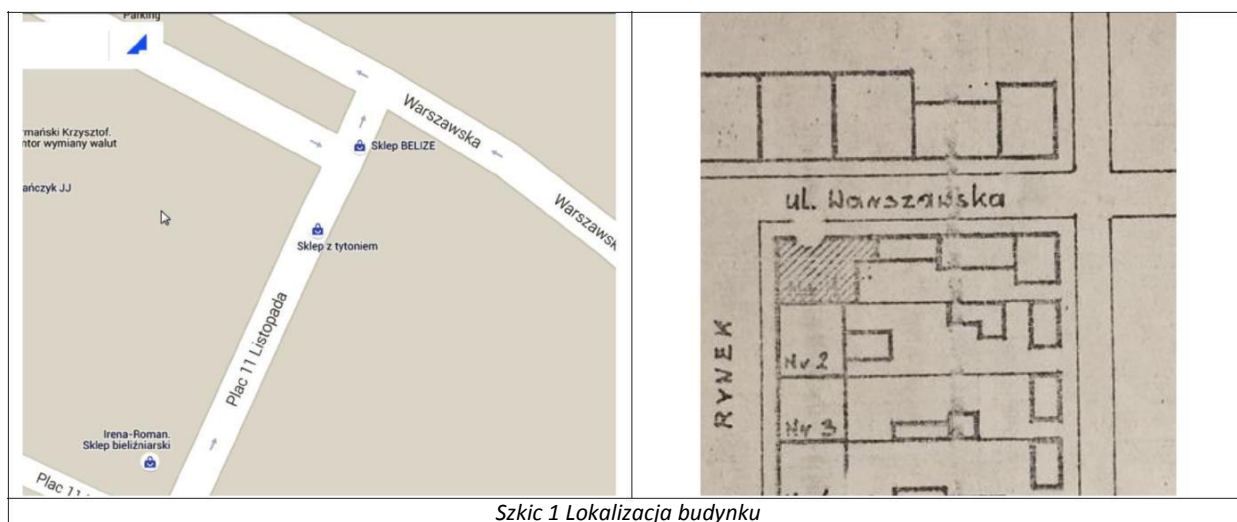 Parking
Warszawska
mański Krzysztof.
ntor wymiany walut
Sklep BELIZE
ańczyk JJ
Warszawsk
Sklep z tytoniem
Plac 11 Listopada
Irena-Roman.
Sklep bieliźniarski
Plac 11
ul. Warszawska
RYNEK
Nr 2
Nr 3
Szkic 1 Lokalizacja budynku